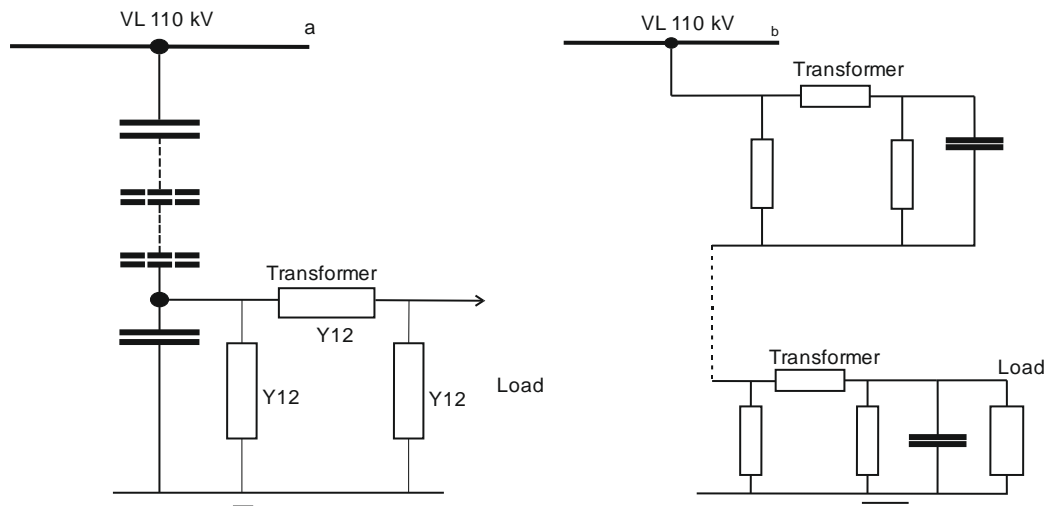 VL 110 kV
a
Transformer
Y12
Y12
Y12
Load
VL 110 kV
b
Transformer
Transformer
Load